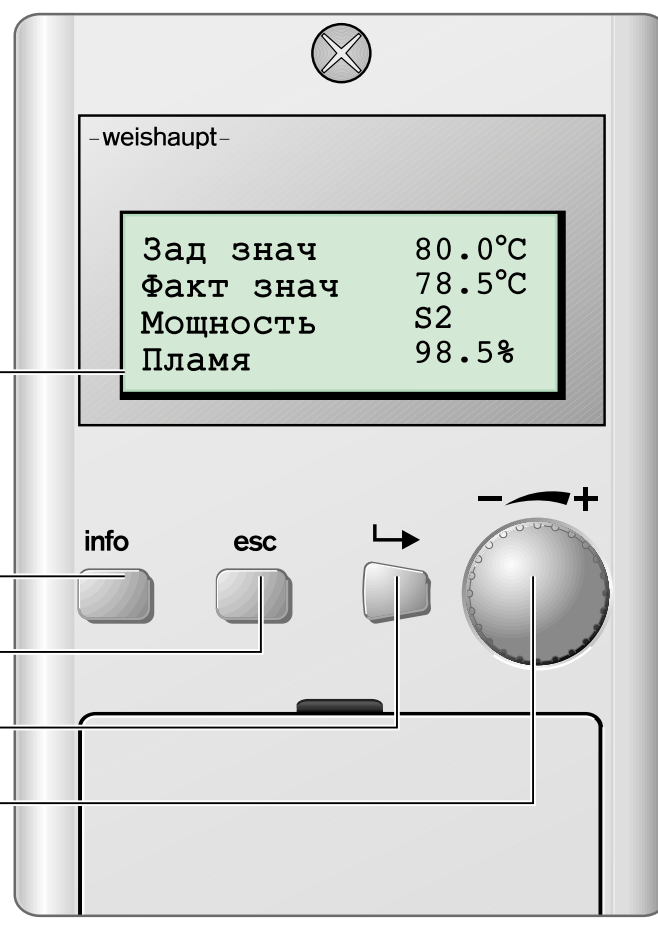 -weishaupt-
Зад знач 80.0°C
Факт знач 78.5°C
Мощность S2
Пламя 98.5%
info esc